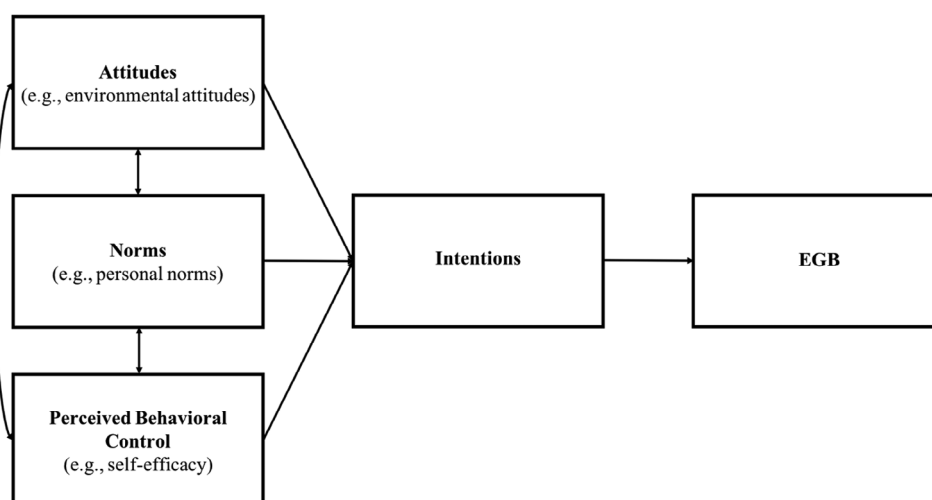 Attitudes
(e.g., environmental attitudes)
Norms
(e.g., personal norms)
Intentions
EGB
Perceived Behavioral
Control
(e.g., self-efficacy)